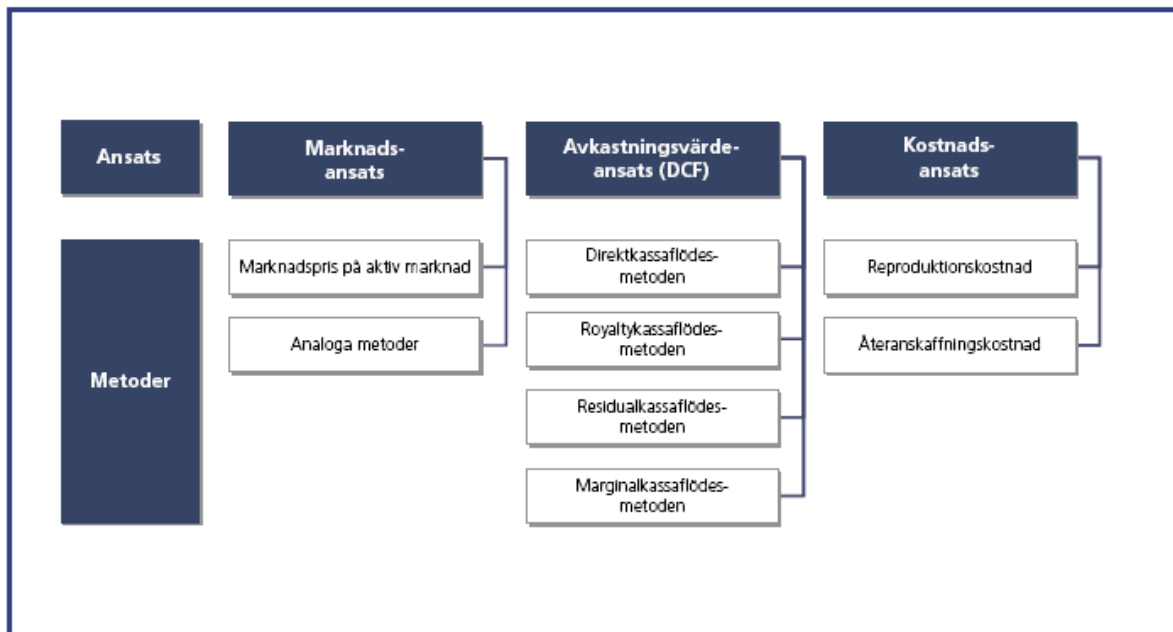 Ansats
Marknads-
ansats
Avkastningsvärde-
ansats (DCF)
Kostnads-
ansats
Metoder
Marknadspris på aktiv marknad
Analoga metoder
Direktkassaflödes-
metoden
Royaltykassaflödes-
metoden
Residualkassaflödes-
metoden
Marginalkassaflödes-
metoden
Reproduktionskostnad
Återanskaffningskostnad